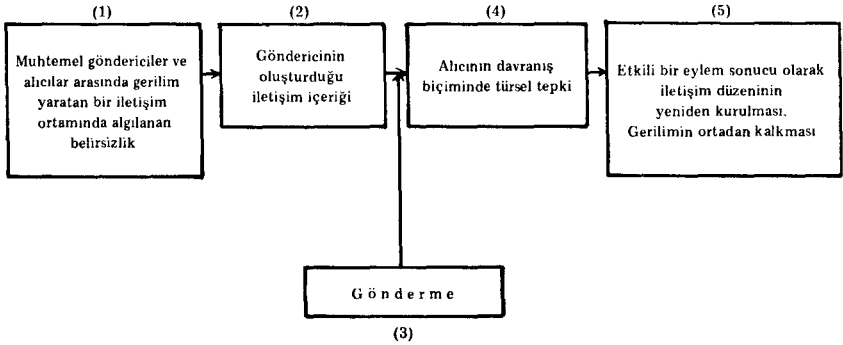 (1)
Muhtemel göndericiler ve
alıcılar arasında gerilim
yaratan bir iletişim
ortamında algılanan
belirsizlik
(2)
Göndericinin
oluşturduğu
iletişim içeriği
(4)
Alıcının davranış
biçiminde türsel tepki
(5)
Etkili bir eylem sonucu olarak
iletişim düzeninin
yeniden kurulması.
Gerilimin ortadan kalkması
Gönderme
(3)